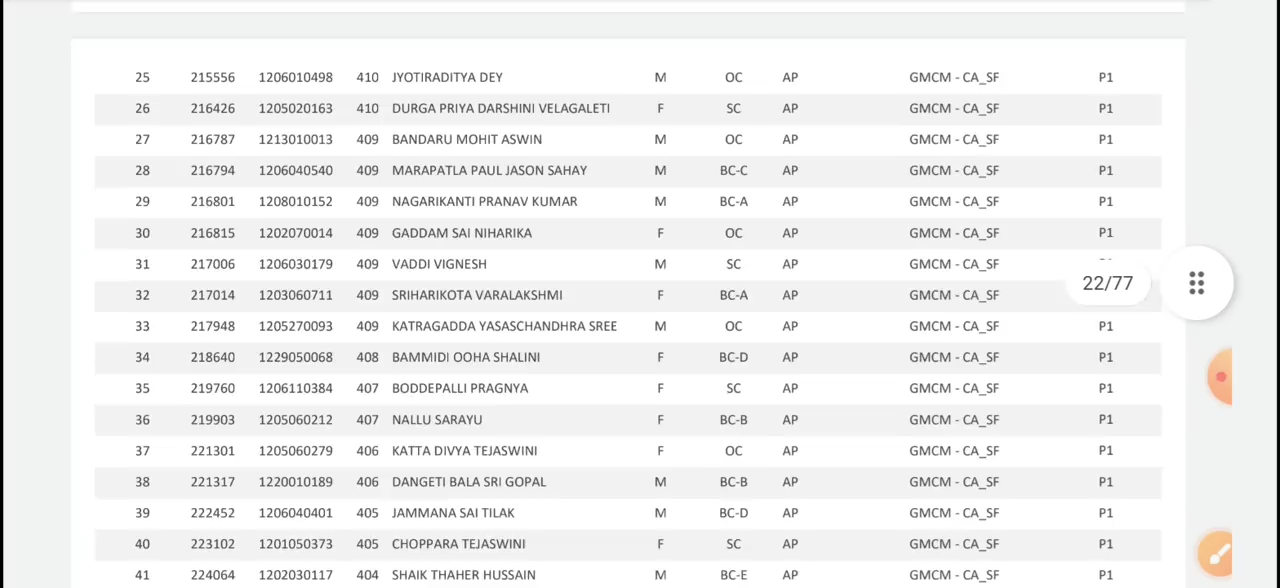 25 215556 1206010498 410 JYOTIRADITYA DEY M OC AP GMCM - CA_SF P1
26 216426 1205020163 410 DURGA PRIYA DARSHINI VELAGALETI F SC AP GMCM - CA_SF P1
27 216787 1213010013 409 BANDARU MOHIT ASWIN M OC AP GMCM - CA_SF P1
28 216794 1206040540 409 MARAPATLA PAUL JASON SAHAY M BC-C AP GMCM - CA_SF P1
29 216801 1208010152 409 NAGARIKANTI PRANAV KUMAR M BC-A AP GMCM - CA_SF P1
30 216815 1202070014 409 GADDAM SAI NIHARIKA F OC AP GMCM - CA_SF P1
31 217006 1206030179 409 VADDI VIGNESH M SC AP GMCM - CA_SF
22/77
32 217014 1203060711 409 SRIHARIKOTA VARALAKSHMI F BC-A AP GMCM - CA_SF
33 217948 1205270093 409 KATRAGADDA YASASCHANDHRA SREE M OC AP GMCM - CA_SF P1
34 218640 1229050068 408 BAMMIDI OOHA SHALINI F BC-D AP GMCM - CA_SF P1
35 219760 1206110384 407 BODDEPALLI PRAGNYA F SC AP GMCM - CA_SF P1
36 219903 1205060212 407 NALLU SARAYU F BC-B AP GMCM - CA_SF P1
37 221301 1205060279 406 KATTA DIVYA TEJASWINI F OC AP GMCM - CA_SF P1
38 221317 1220010189 406 DANGETI BALA SRI GOPAL M BC-B AP GMCM - CA_SF P1
39 222452 1206040401 405 JAMMANA SAI TILAK M BC-D AP GMCM - CA_SF P1
40 223102 1201050373 405 CHOPPARA TEJASWINI F SC AP GMCM - CA_SF P1
41 224064 1202030117 404 SHAIK THAHER HUSSAIN M BC-E AP GMCM - CA_SF P1